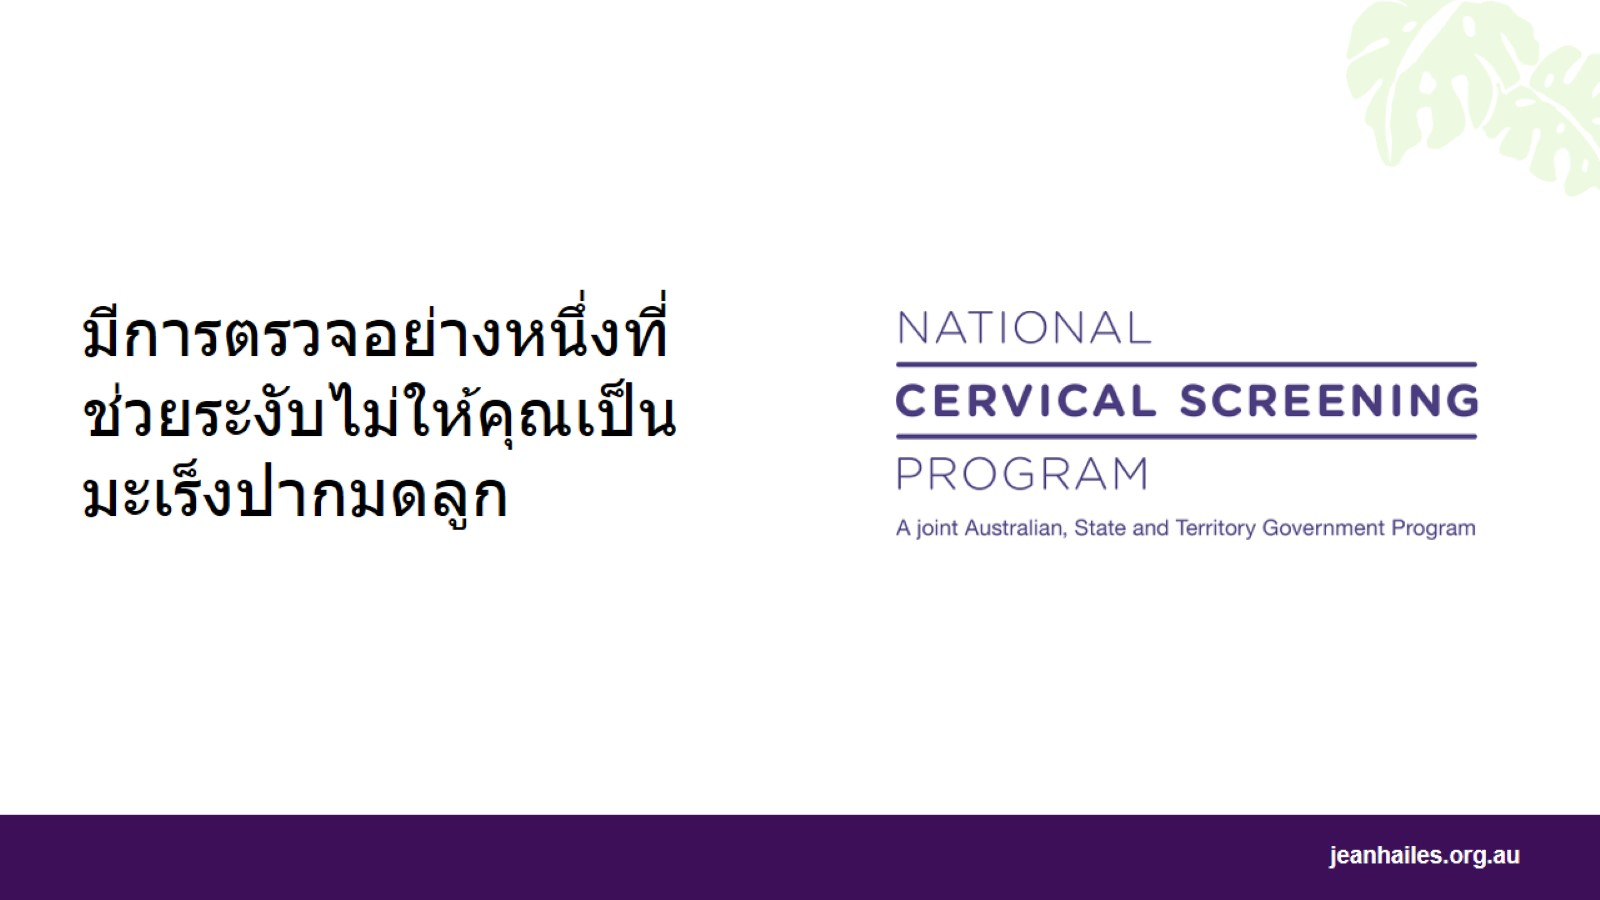 มีการตรวจอย่างหนึ่งที่
ช่วยระงับไม่ให้คุณเป็น
มะเร็งปากมดลูก
NATIONAL
CERVICAL SCREENING
PROGRAM
A joint Australian, State and Territory Government Program
jeanhailes.org.au